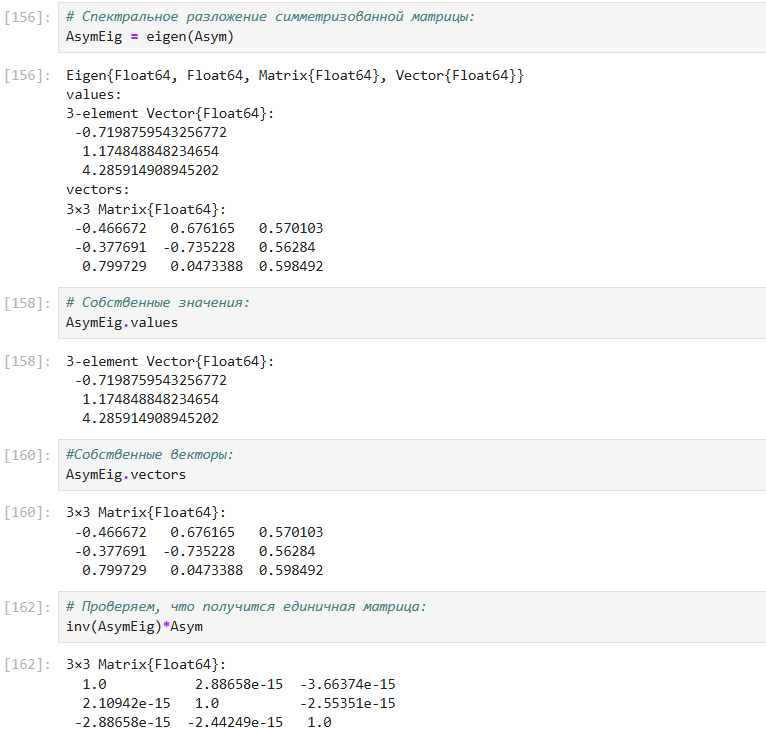 [156]: # Спектральное разложение симметризованной матрицы:
AsymEig = eigen(Asym)
[156]: Eigen{Float64, Float64, Matrix{Float64}, Vector{Float64}}
values:
3-element Vector{Float64}:
-0.7198759543256772
1.174848848234654
4.285914908945202
vectors:
3×3 Matrix{Float64}:
-0.466672 0.676165 0.570103
-0.377691 -0.735228 0.56284
0.799729 0.0473388 0.598492
[158]: # Собственные значения:
AsymEig.values
[158]: 3-element Vector{Float64}:
-0.7198759543256772
1.174848848234654
4.285914908945202
[160]: #Собственные векторы:
AsymEig.vectors
[160]: 3×3 Matrix{Float64}:
-0.466672 0.676165 0.570103
-0.377691 -0.735228 0.56284
0.799729 0.0473388 0.598492
[162]: # Проверяем, что получится единичная матрица:
inv(AsymEig)*Asym
[162]: 3×3 Matrix{Float64}:
1.0 2.88658e-15 -3.66374e-15
2.10942e-15 1.0 -2.55351e-15
-2.88658e-15 -2.44249e-15 1.0